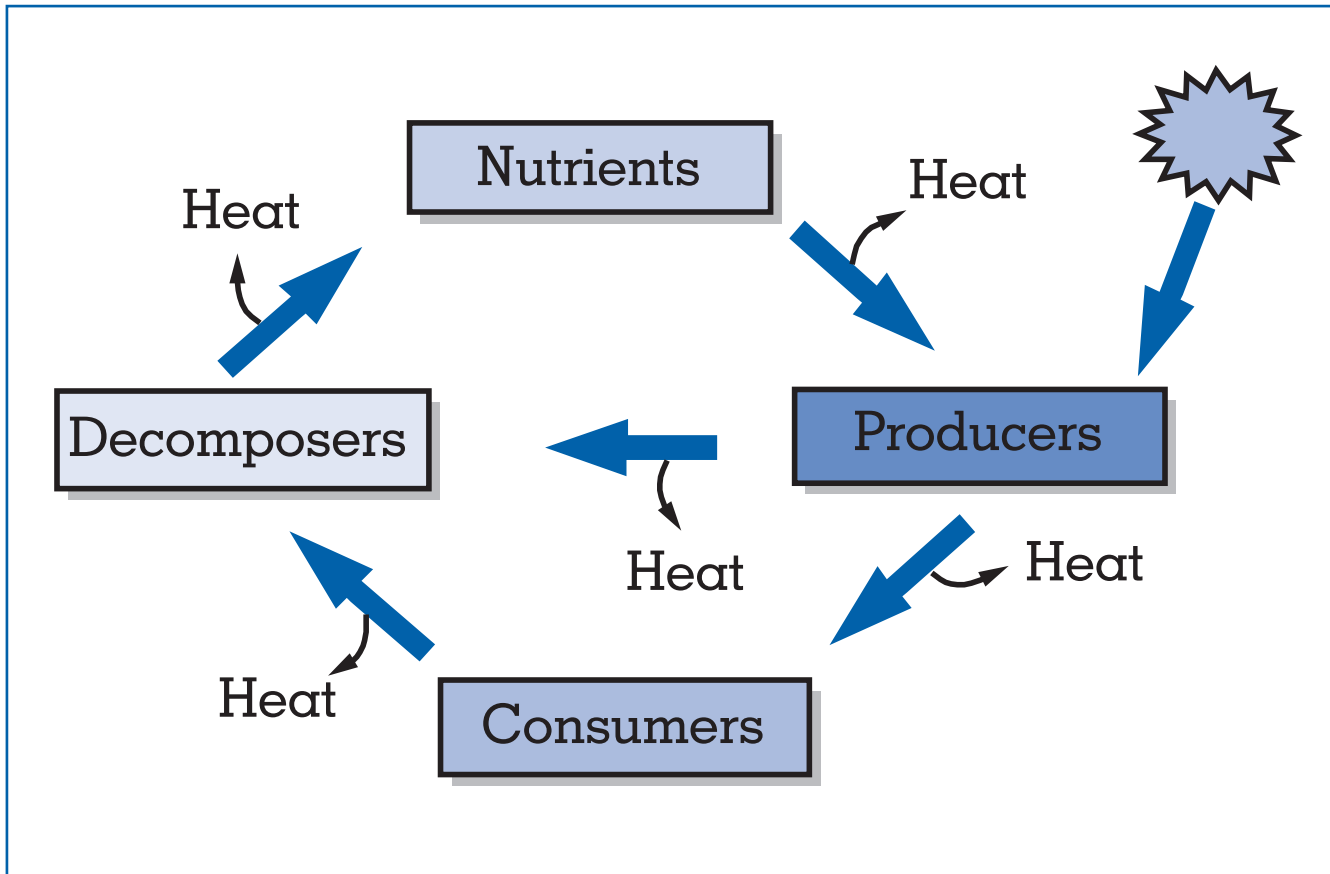 Nutrients
Heat
Heat
Decomposers
Producers
Heat
Heat
Heat
Consumers